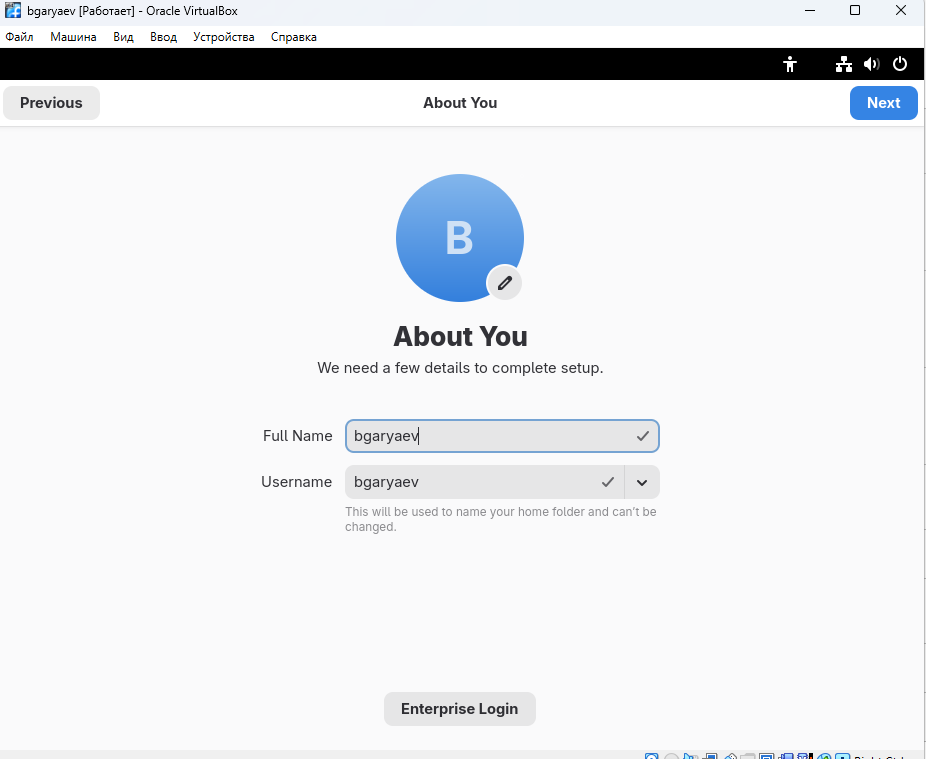 bgaryaev [Работает] - Oracle VirtualBox
Файл Машина Вид Ввод Устройства Справка
Previous About You Next
B
About You
We need a few details to complete setup.
Full Name bgaryaev
Username bgaryaev
This will be used to name your home folder and can't be
changed.
Enterprise Login
Right Ctrl